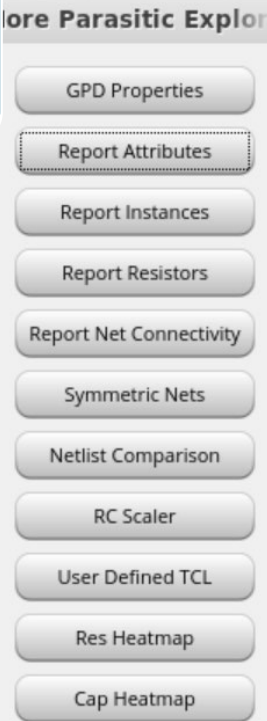 ore Parasitic Explor
GPD Properties
Report Attributes
Report Instances
Report Resistors
Report Net Connectivity
Symmetric Nets
Netlist Comparison
RC Scaler
User Defined TCL
Res Heatmap
Cap Heatmap